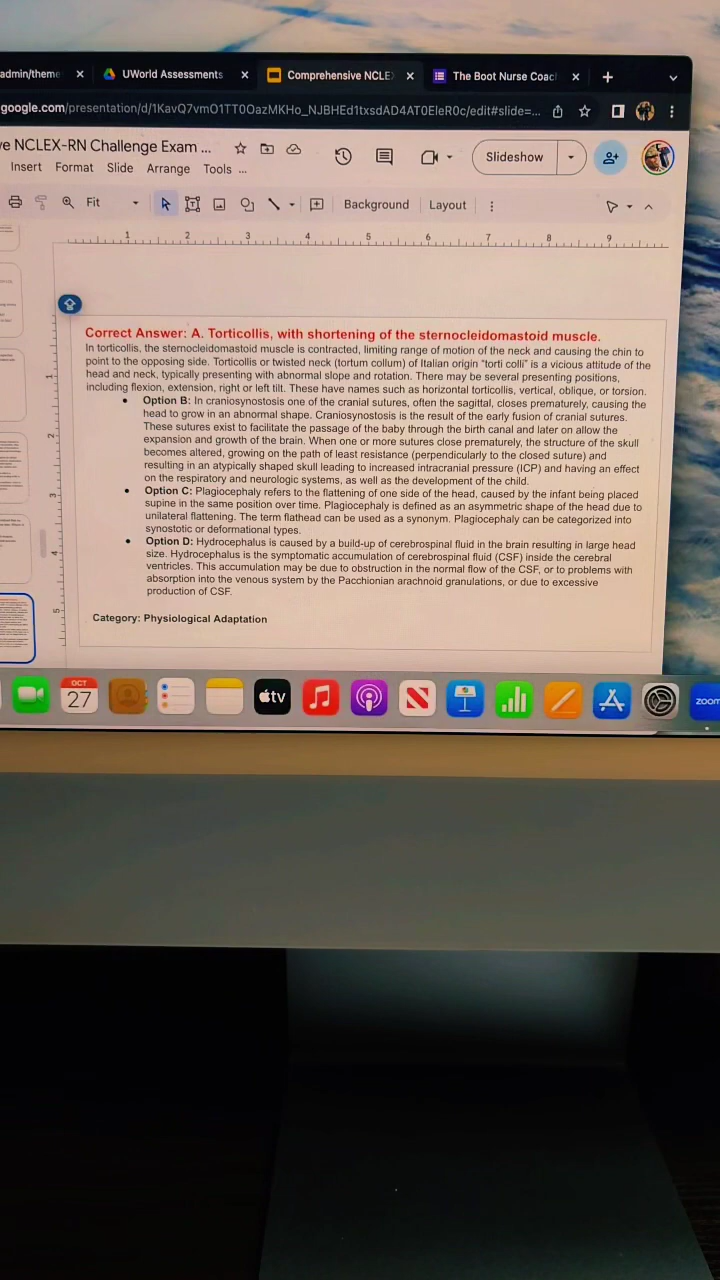 admin/theme
UWorld Assessments
Comprehensive NCLE
The Boot Nurse Coac
google.com/presentation/d/1KavQ7vmO1TT0OazMKHo_NJBHEd1txsdAD4AT0EleR0c/edit#slide=...
ve NCLEX-RN Challenge Exam ...
Slideshow
Insert Format Slide Arrange Tools ...
Fit
Background Layout
1 2 3 4 5 6 7 8 9
1
2
3
4
5
Correct Answer: A. Torticollis, with shortening of the sternocleidomastoid muscle.
In torticollis, the sternocleidomastoid muscle is contracted, limiting range of motion of the neck and causing the chin to
point to the opposing side. Torticollis or twisted neck (tortum collum) of Italian origin "torti colli" is a vicious attitude of the
head and neck, typically presenting with abnormal slope and rotation. There may be several presenting positions,
including flexion, extension, right or left tilt. These have names such as horizontal torticollis, vertical, oblique, or torsion.
• Option B: In craniosynostosis one of the cranial sutures, often the sagittal, closes prematurely, causing the
head to grow in an abnormal shape. Craniosynostosis is the result of the early fusion of cranial sutures.
These sutures exist to facilitate the passage of the baby through the birth canal and later on allow the
expansion and growth of the brain. When one or more sutures close prematurely, the structure of the skull
becomes altered, growing on the path of least resistance (perpendicularly to the closed suture) and
resulting in an atypically shaped skull leading to increased intracranial pressure (ICP) and having an effect
on the respiratory and neurologic systems, as well as the development of the child.
• Option C: Plagiocephaly refers to the flattening of one side of the head, caused by the infant being placed
supine in the same position over time. Plagiocephaly is defined as an asymmetric shape of the head due to
unilateral flattening. The term flathead can be used as a synonym. Plagiocephaly can be categorized into
synostotic or deformational types.
• Option D: Hydrocephalus is caused by a build-up of cerebrospinal fluid in the brain resulting in large head
size. Hydrocephalus is the symptomatic accumulation of cerebrospinal fluid (CSF) inside the cerebral
ventricles. This accumulation may be due to obstruction in the normal flow of the CSF, or to problems with
absorption into the venous system by the Pacchionian arachnoid granulations, or due to excessive
production of CSF.
Category: Physiological Adaptation
OCT
27
tv
zoom